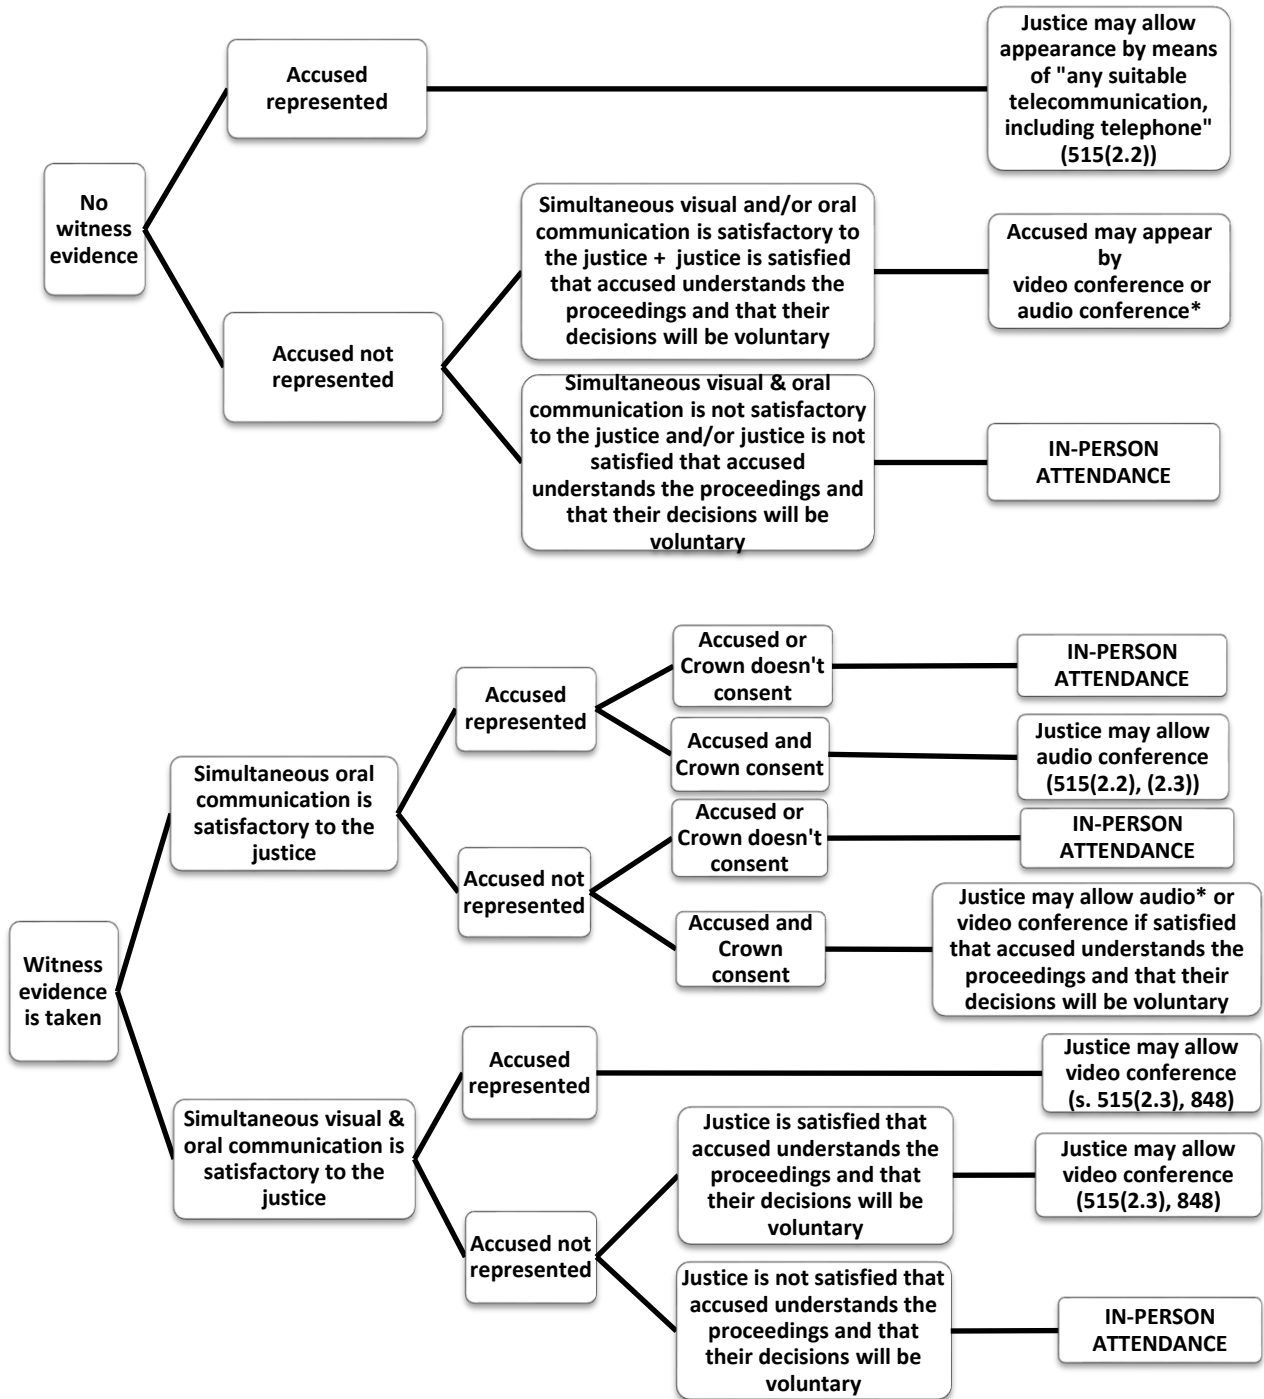 No
witness
evidence
Accused
represented
Justice may allow
appearance by means
of "any suitable
telecommunication,
including telephone"
(515(2.2))
Accused not
represented
Simultaneous visual and/or oral
communication is satisfactory to
the justice + justice is satisfied
that accused understands the
proceedings and that their
decisions will be voluntary
Accused may appear
by
video conference or
audio conference*
Simultaneous visual & oral
communication is not satisfactory
to the justice and/or justice is not
satisfied that accused
understands the proceedings and
that their decisions will be
voluntary
IN-PERSON
ATTENDANCE
Witness
evidence
is taken
Simultaneous oral
communication is
satisfactory to the
justice
Accused
represented
Accused or
Crown doesn't
consent
IN-PERSON
ATTENDANCE
Accused and
Crown consent
Justice may allow
audio conference
(515(2.2), (2.3))
Accused not
represented
Accused or
Crown doesn't
consent
IN-PERSON
ATTENDANCE
Accused and
Crown
consent
Justice may allow audio* or
video conference if satisfied
that accused understands the
proceedings and that their
decisions will be voluntary
Simultaneous visual &
oral communication is
satisfactory to the
justice
Accused
represented
Justice may allow
video conference
(s. 515(2.3), 848)
Accused not
represented
Justice is satisfied that
accused understands the
proceedings and that
their decisions will be
voluntary
Justice may allow
video conference
(515(2.3), 848)
Justice is not satisfied that
accused understands the
proceedings and that
their decisions will be
voluntary
IN-PERSON
ATTENDANCE